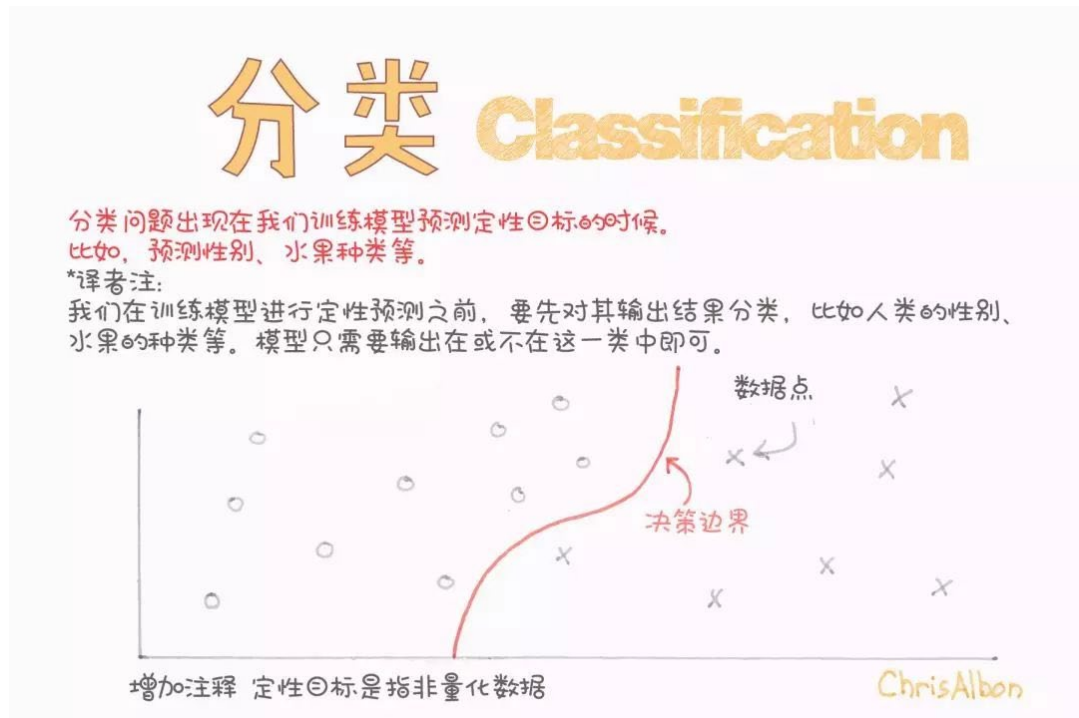 分类 Classification
分类问题出现在我们训练模型预测定性目标的时候。
比如，预测性别、水果种类等。
*译者注：
我们在训练模型进行定性预测之前，要先对其输出结果分类，比如人类的性别、
水果的种类等。模型只需要输出在或不在这一类中即可。
数据点
决策边界
增加注释 定性目标是指非量化数据
ChrisAlbon